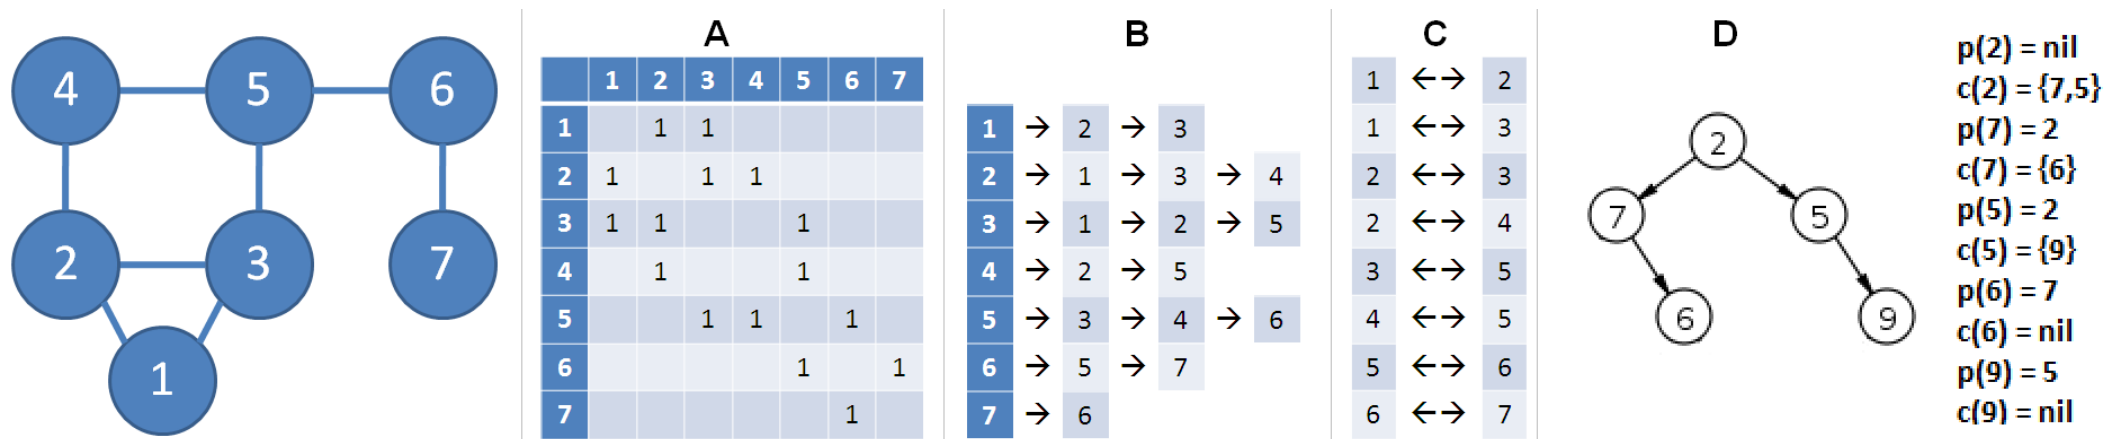 4 5 6
2 3 7
1
A
1 2 3 4 5 6 7
1 1 1
2 1 1 1
3 1 1 1
4 1 1
5 1 1 1
6 1 1
7 1
B
1 → 2 → 3
2 → 1 → 3 → 4
3 → 1 → 2 → 5
4 → 2 → 5
5 → 3 → 4 → 6
6 → 5 → 7
7 → 6
C
1 ←→ 2
1 ←→ 3
2 ←→ 3
2 ←→ 4
3 ←→ 5
4 ←→ 5
5 ←→ 6
6 ←→ 7
D
2
7 5
6 9
p(2) = nil
c(2) = {7,5}
p(7) = 2
c(7) = {6}
p(5) = 2
c(5) = {9}
p(6) = 7
c(6) = nil
p(9) = 5
c(9) = nil